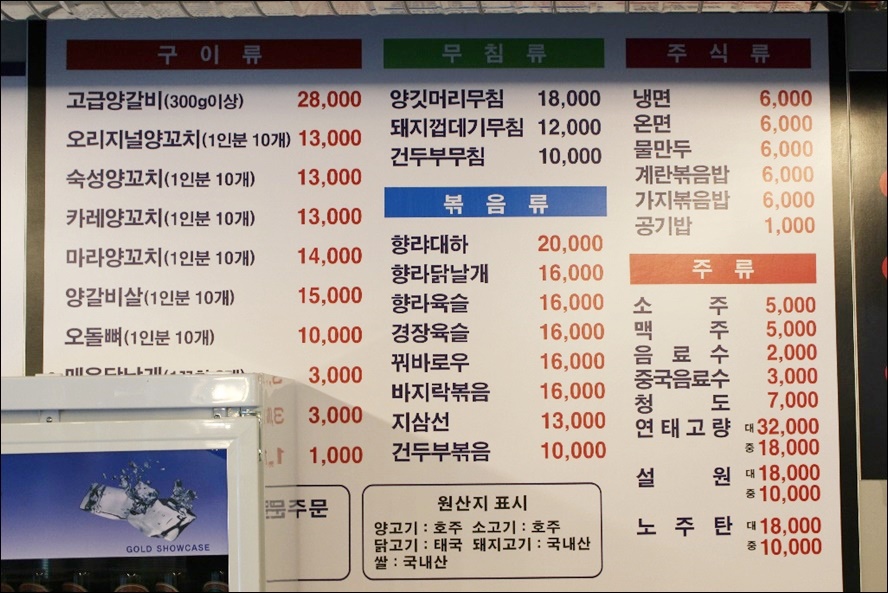 구이류
고급양갈비(300g이상) 28,000
오리지널양꼬치(1인분 10개) 13,000
숙성양꼬치(1인분 10개) 13,000
카레양꼬치(1인분 10개) 13,000
마라양꼬치(1인분 10개) 14,000
양갈비살(1인분 10개) 15,000
오돌뼈(1인분 10개) 10,000
3,000
3,000
1,000
주문
무침류
양깃머리무침 18,000
돼지껍데기무침 12,000
건두부무침 10,000
볶음류
향랴대하 20,000
향라닭날개 16,000
향라육슬 16,000
경장육슬 16,000
꿔바로우 16,000
바지락볶음 16,000
지삼선 13,000
건두부볶음 10,000
원산지 표시
양고기 : 호주 소고기 : 호주
닭고기 : 태국 돼지고기 : 국내산
쌀 : 국내산
주식류
냉면 6,000
온면 6,000
물만두 6,000
계란볶음밥 6,000
가지볶음밥 6,000
공기밥 1,000
주류
소주 5,000
맥주 5,000
음료수 2,000
중국음료수 3,000
청도 7,000
연태고량 대 32,000
중 18,000
설원 대 18,000
중 10,000
노주탄 대 18,000
중 10,000
GOLD SHOWCASE